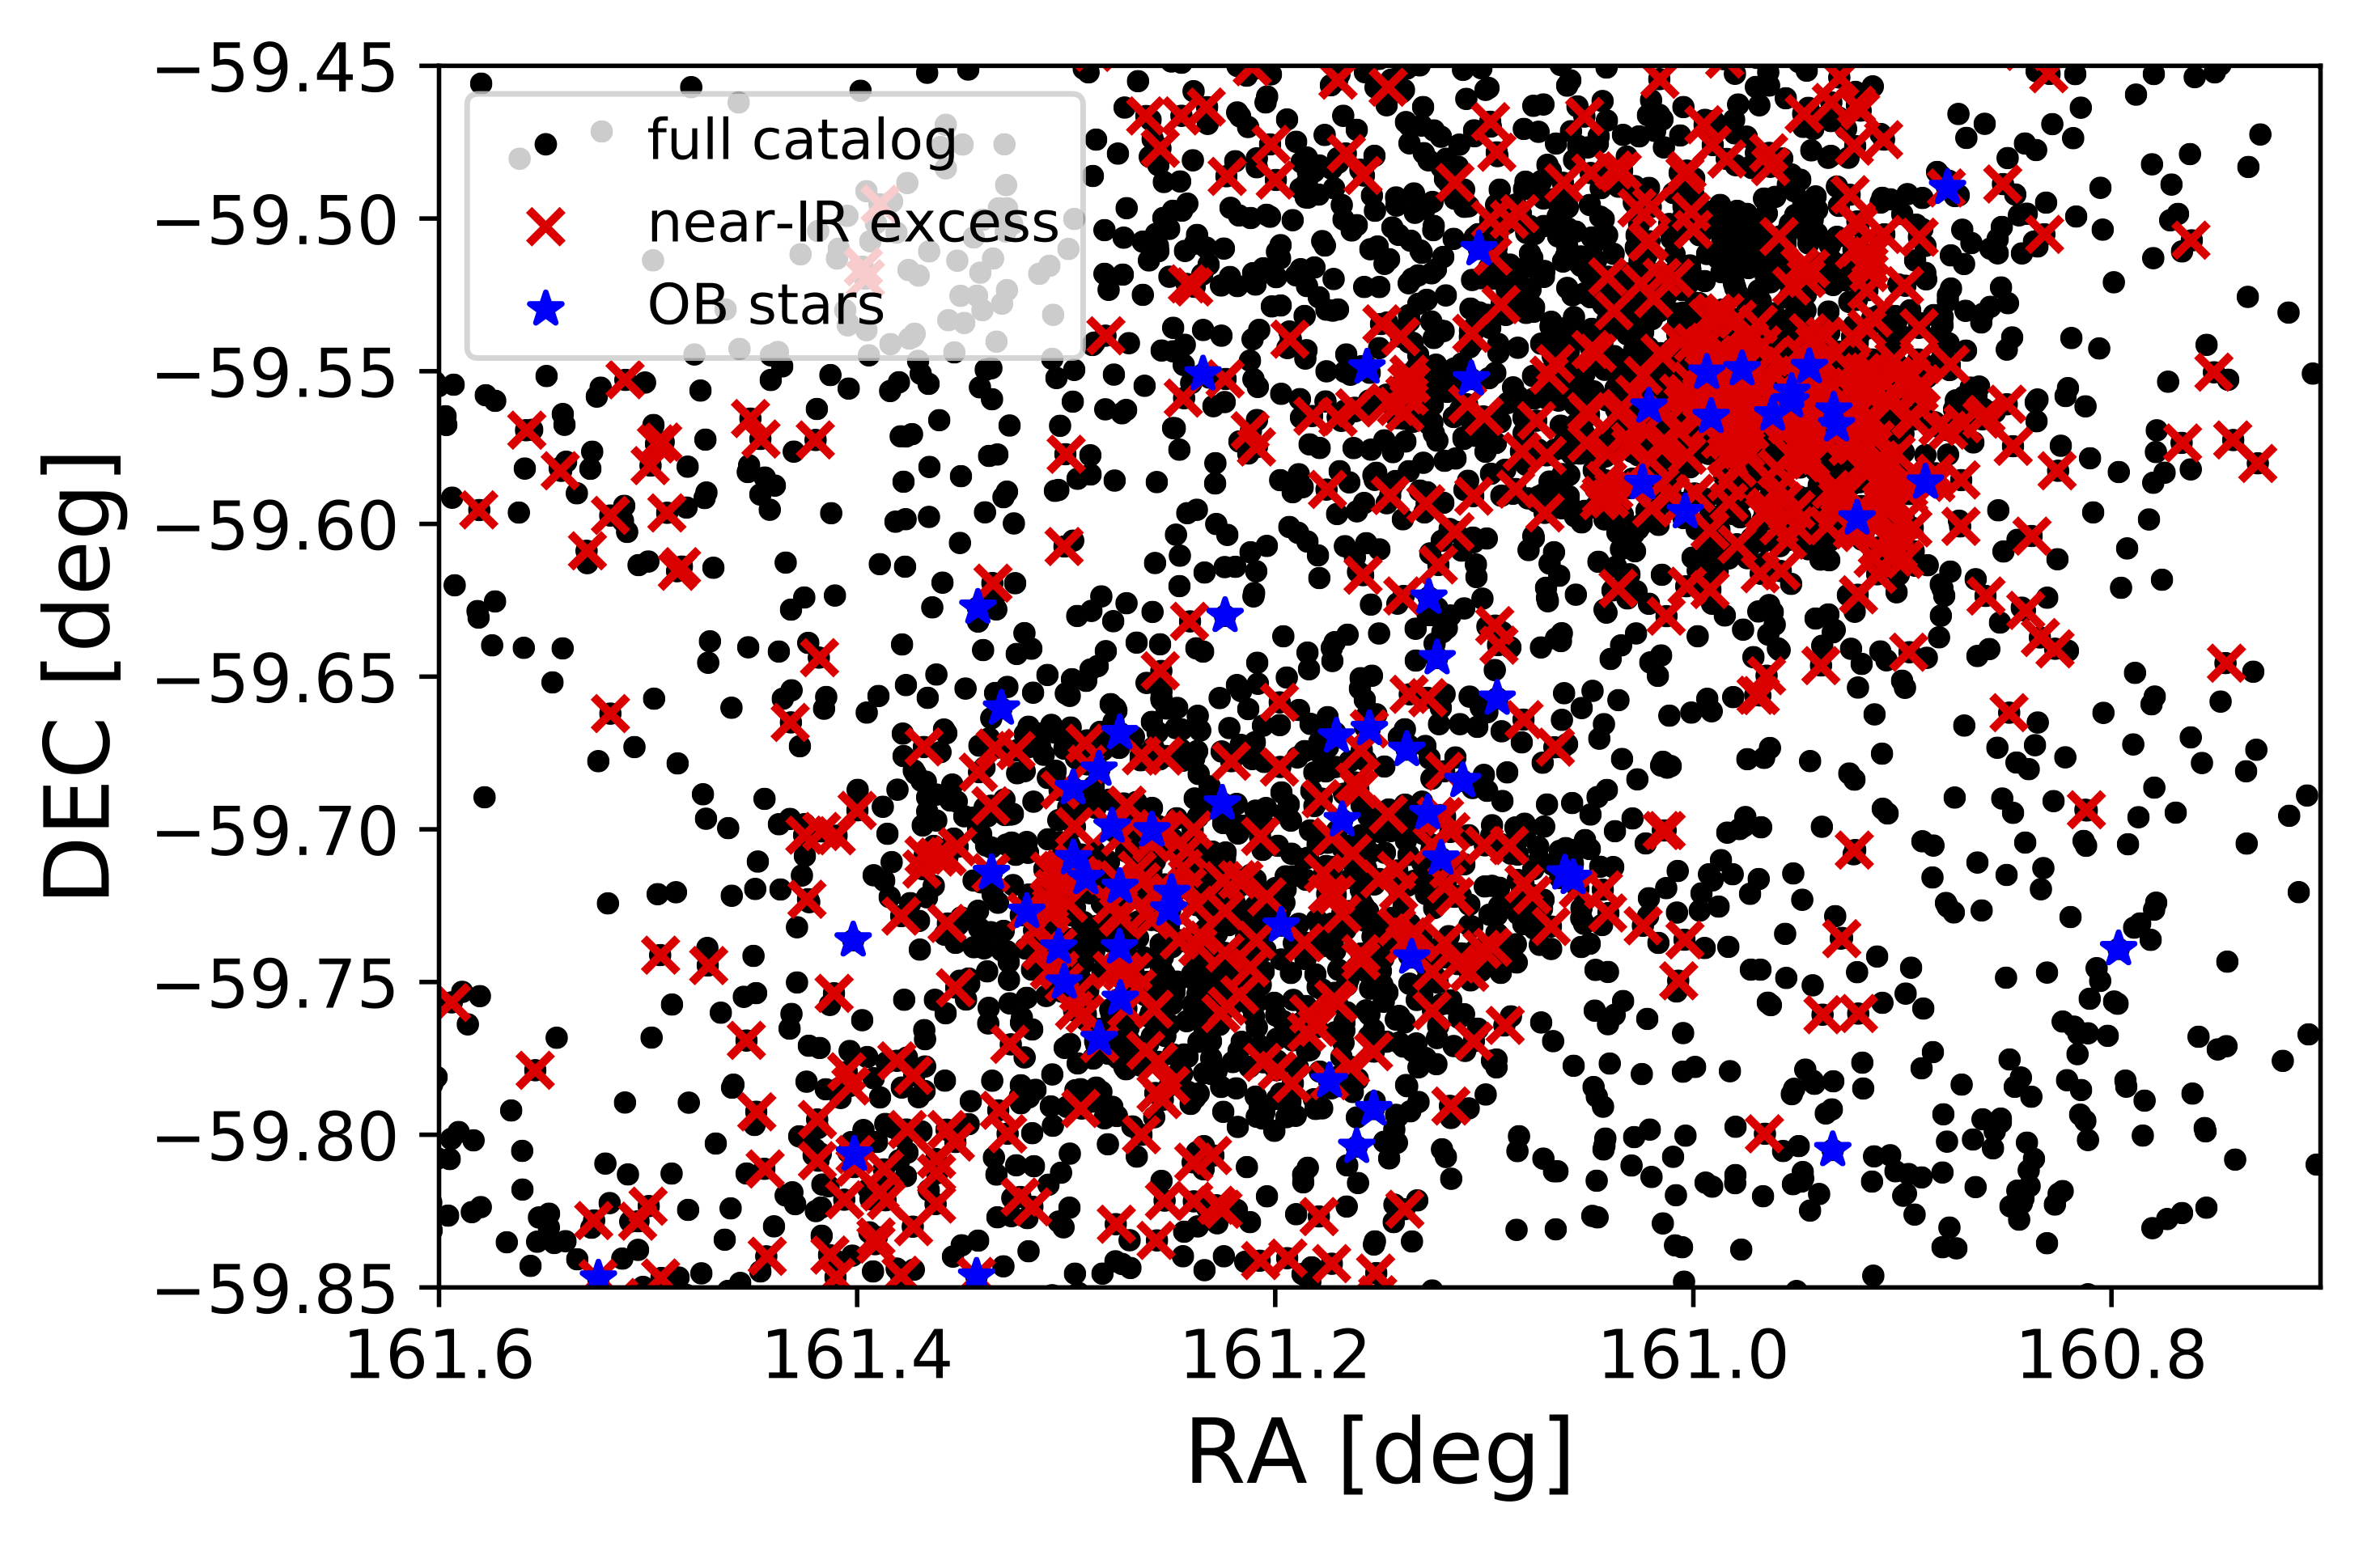 −59.45
−59.50
−59.55
−59.60
−59.65
−59.70
−59.75
−59.80
−59.85
DEC [deg]
full catalog
near-IR excess
OB stars
161.6 161.4 161.2 161.0 160.8
RA [deg]